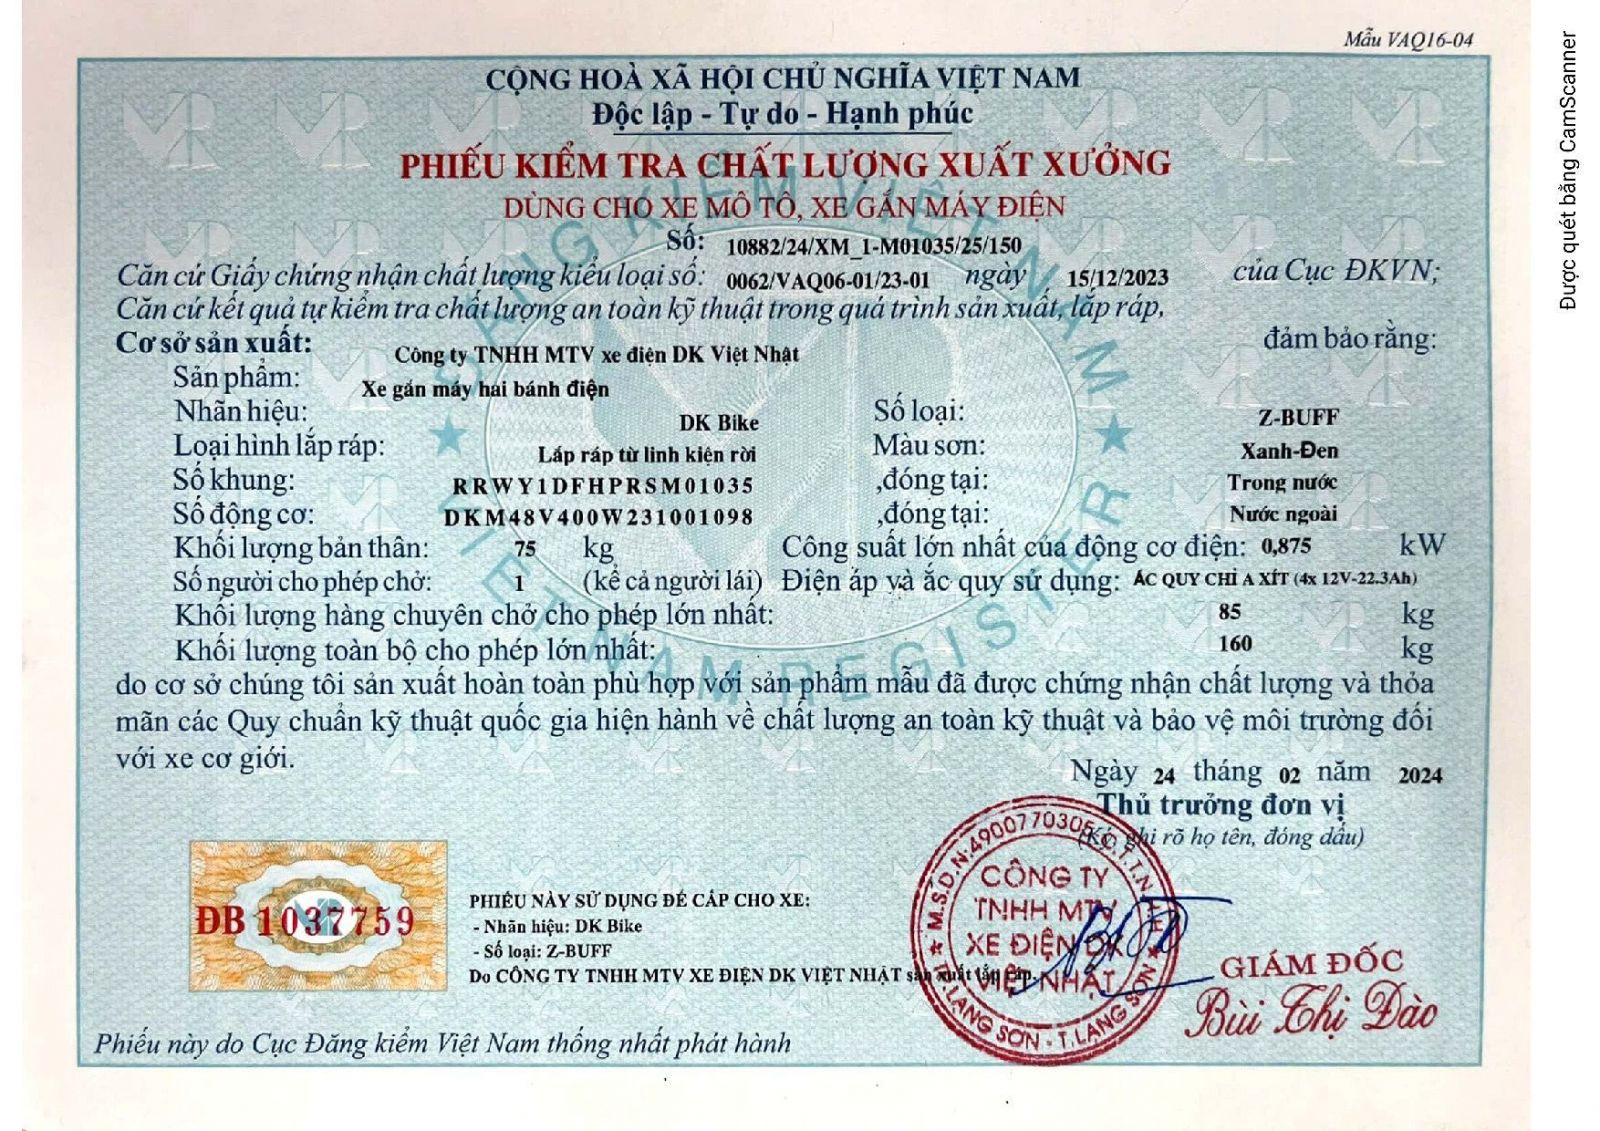 Mẫu VAQ16-04
CỘNG HOÀ XÃ HỘI CHỦ NGHĨA VIỆT NAM
Độc lập - Tự do - Hạnh phúc
PHIẾU KIỂM TRA CHẤT LƯỢNG XUẤT XƯỞNG
DÙNG CHO XE MÔ TÔ, XE GẮN MÁY ĐIỆN
Số: 10882/24/XM_1-M01035/25/150
Căn cứ Giấy chứng nhận chất lượng kiểu loại số: 0062/VAQ06-01/23-01 ngày 15/12/2023 của Cục ĐKVN;
Căn cứ kết quả tự kiểm tra chất lượng an toàn kỹ thuật trong quá trình sản xuất, lắp ráp,
Cơ sở sản xuất: Công ty TNHH MTV xe điện DK Việt Nhật đảm bảo rằng:
Sản phẩm: Xe gắn máy hai bánh điện
Nhãn hiệu: DK Bike Số loại: Z-BUFF
Loại hình lắp ráp: Lắp ráp từ linh kiện rời Màu sơn: Xanh-Đen
Số khung: RRWY1DFHPRSM01035 ,đóng tại: Trong nước
Số động cơ: DKM48V400W231001098 ,đóng tại: Nước ngoài
Khối lượng bản thân: 75 kg Công suất lớn nhất của động cơ điện: 0,875 kW
Số người cho phép chở: 1 (kể cả người lái) Điện áp và ắc quy sử dụng: ÁC QUY CHÌ A XÍT (4x 12V-22.3Ah)
Khối lượng hàng chuyên chở cho phép lớn nhất: 85 kg
Khối lượng toàn bộ cho phép lớn nhất: 160 kg
do cơ sở chúng tôi sản xuất hoàn toàn phù hợp với sản phẩm mẫu đã được chứng nhận chất lượng và thỏa
mãn các Quy chuẩn kỹ thuật quốc gia hiện hành về chất lượng an toàn kỹ thuật và bảo vệ môi trường đối
với xe cơ giới.
Ngày 24 tháng 02 năm 2024
Thủ trưởng đơn vị
(Ký, ghi rõ họ tên, đóng dấu)
M.S.D.N:4900770305-C.T.T.N.H.H
CÔNG TY
TNHH MTV
XE ĐIỆN DK
VIỆT NHẬT
TP.LẠNG SƠN - T.LẠNG SƠN
ĐB 1037759
PHIẾU NÀY SỬ DỤNG ĐỂ CẤP CHO XE:
- Nhãn hiệu: DK Bike
- Số loại: Z-BUFF
Do CÔNG TY TNHH MTV XE ĐIỆN DK VIỆT NHẬT sản xuất lắp ráp.
GIÁM ĐỐC
Bùi Thị Đào
Phiếu này do Cục Đăng kiểm Việt Nam thống nhất phát hành
ĐĂNG KIỂM VIỆT NAM
VIETNAM REGISTER
VR
Được quét bằng CamScanner